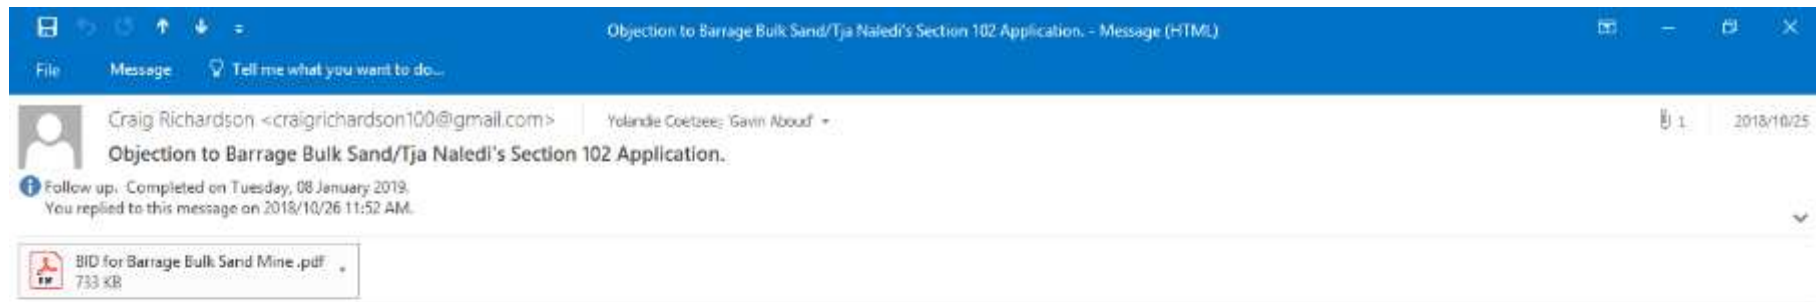 Objection to Barrage Bulk Sand/Tja Naledi's Section 102 Application. - Message (HTML)
File Message Tell me what you want to do...
Craig Richardson <craigrichardson100@gmail.com> Yolandie Coetzee; 'Gavin Aboud' 1 2018/10/25
Objection to Barrage Bulk Sand/Tja Naledi's Section 102 Application.
Follow up. Completed on Tuesday, 08 January 2019.
You replied to this message on 2018/10/26 11:52 AM.
BID for Barrage Bulk Sand Mine .pdf
733 KB